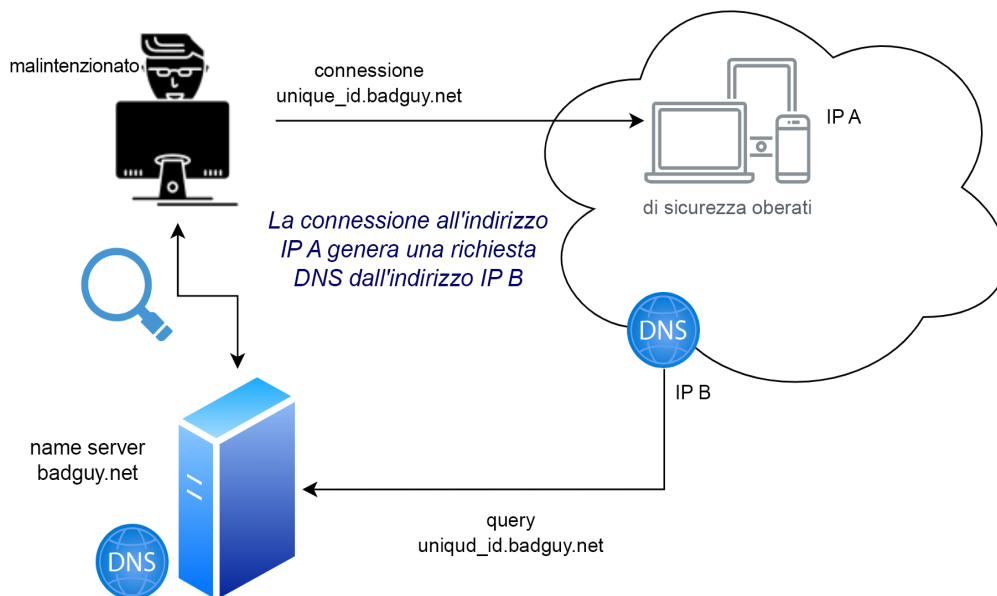 malintenzionato
connessione
unique_id.badguy.net
IP A
di sicurezza oberati
La connessione all'indirizzo
IP A genera una richiesta
DNS dall'indirizzo IP B
DNS
IP B
name server
badguy.net
query
uniqud_id.badguy.net
DNS